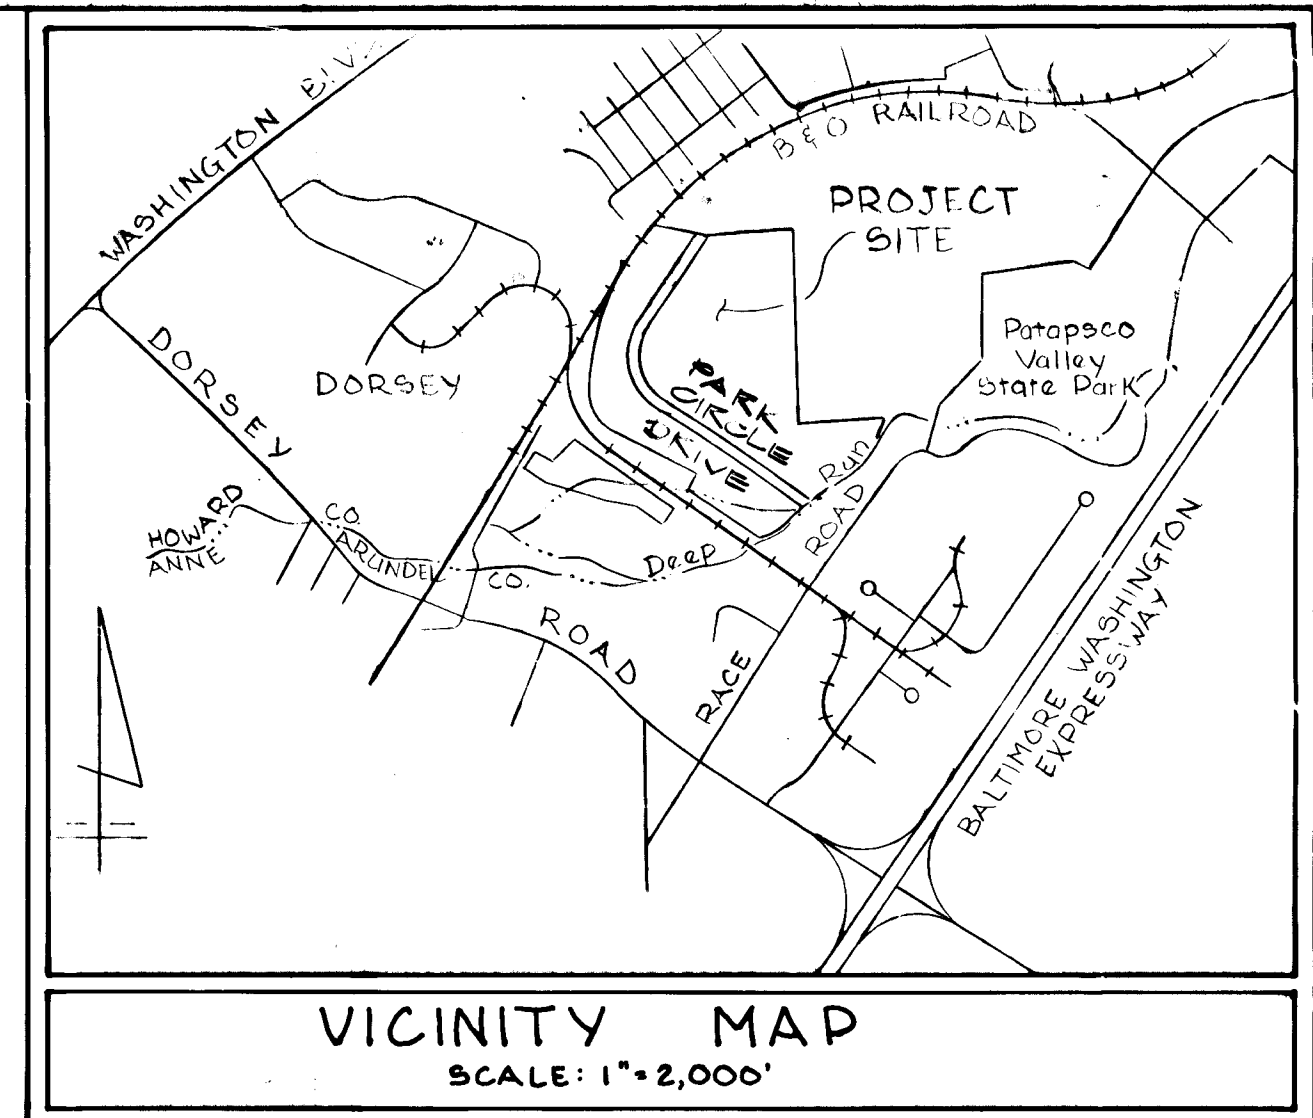 WASHINGTON BLVD.
B & O RAILROAD
PROJECT
SITE
DORSEY
DORSEY ROAD
PARK
CIRCLE
DRIVE
Patapsco
Valley
State Park
Deep Run
HOWARD CO.
ANNE ARUNDEL CO.
RACE ROAD
BALTIMORE WASHINGTON
EXPRESSWAY
VICINITY MAP
SCALE: 1"=2,000'